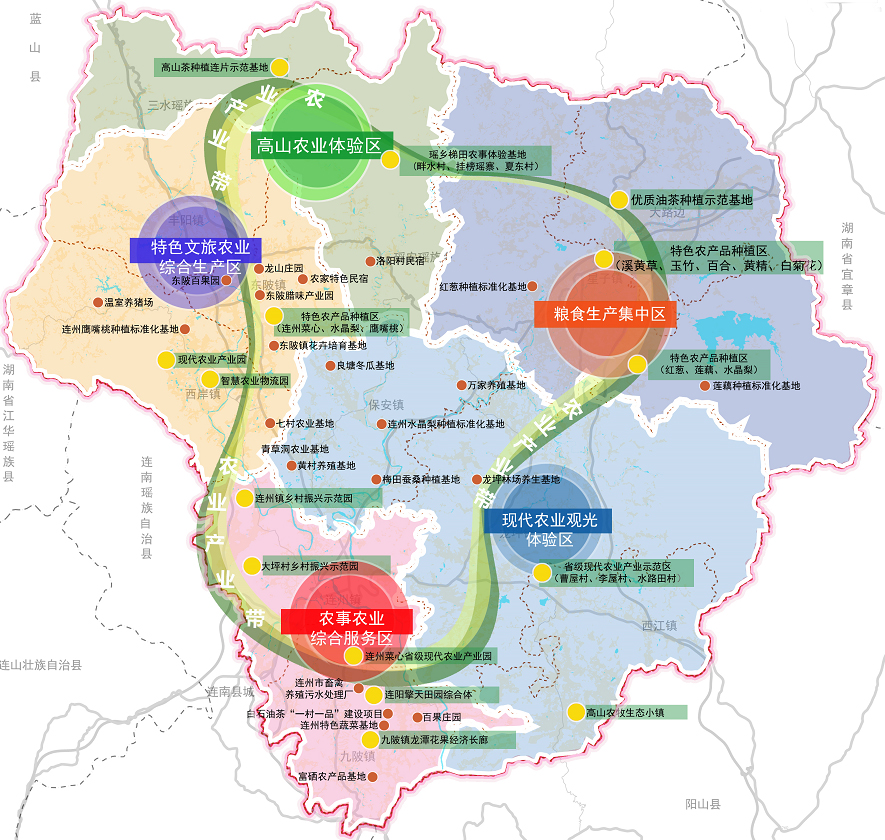 蓝山县
高山茶种植连片示范基地
三水瑶族
农业产业带
高山农业体验区
瑶乡梯田农事体验基地
(畔水村、挂榜瑶寨、夏东村)
优质油茶种植示范基地
大路边
湖南省宜章县
丰阳镇
特色文旅农业
综合生产区
东陂百果园
龙山庄园
农家特色民宿
东陂镇
东陂腊味产业园
洛阳村民宿
特色农产品种植区
(溪黄草、玉竹、百合、黄精、白菊花)
红葱种植标准化基地
粮食生产集中区
温室养猪场
特色农产品种植区
(连州菜心、水晶梨、鹰嘴桃)
连州鹰嘴桃种植标准化基地
东陂镇花卉培育基地
现代农业产业园
良塘冬瓜基地
特色农产品种植区
(红葱、莲藕、水晶梨)
智慧农业物流园
万家养殖基地
莲藕种植标准化基地
西岸镇
保安镇
湖南省江华瑶族县
七村农业基地
连州水晶梨种植标准化基地
农业产业带
青草洞农业基地
黄村养殖基地
连南瑶族自治县
农业产业带
梅田蚕桑种植基地
龙坪林场养生基地
连州镇乡村振兴示范园
现代农业观光
体验区
大坪村乡村振兴示范园
省级现代农业产业示范区
(曹屋村、李屋村、水路田村)
农事农业
综合服务区
西江镇
连州菜心省级现代农业产业园
连山壮族自治县
连南县城
连州市畜禽
养殖污水处理厂
连阳擎天田园综合体
白石油茶“一村一品”建设项目
百果庄园
高山农牧生态小镇
连州特色蔬菜基地
九陂镇龙潭花果经济长廊
九陂镇
富硒农产品基地
阳山县